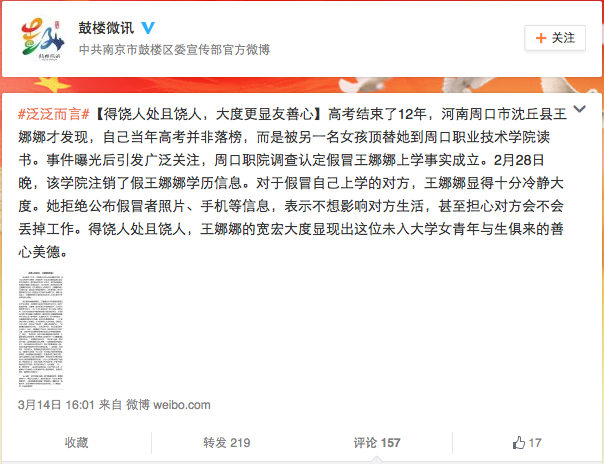 鼓楼微讯
中共南京市鼓楼区委宣传部官方微博
+ 关注
#泛泛而言#【得饶人处且饶人，大度更显友善心】高考结束了12年，河南周口市沈丘县王
娜娜才发现，自己当年高考并非落榜，而是被另一名女孩顶替她到周口职业技术学院读
书。事件曝光后引发广泛关注，周口职院调查认定假冒王娜娜上学事实成立。2月28日
晚，该学院注销了假王娜娜学历信息。对于假冒自己上学的对方，王娜娜显得十分冷静大
度。她拒绝公布假冒者照片、手机等信息，表示不想影响对方生活，甚至担心对方会不会
丢掉工作。得饶人处且饶人，王娜娜的宽宏大度显现出这位未入大学女青年与生俱来的善
心美德。
3月14日 16:01 来自 微博 weibo.com
收藏
转发 219
评论 157
17